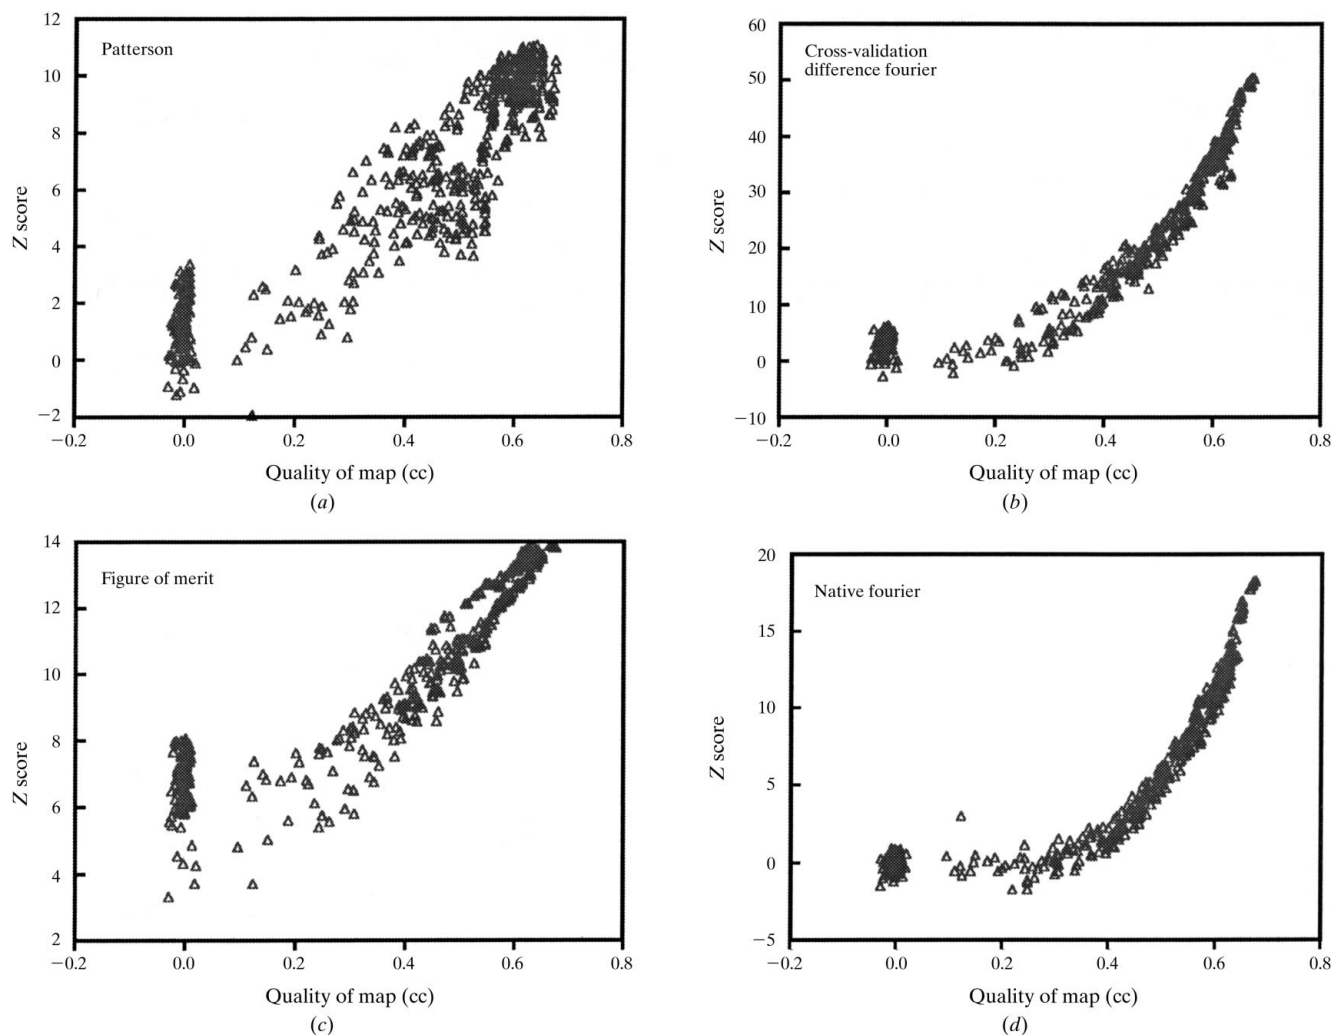 12
10
8
6
4
2
0
−2
Z score
Patterson
−0.2 0.0 0.2 0.4 0.6 0.8
Quality of map (cc)
(a)
60
50
40
30
20
10
0
−10
Z score
Cross-validation
difference fourier
−0.2 0.0 0.2 0.4 0.6 0.8
Quality of map (cc)
(b)
14
12
10
8
6
4
2
Z score
Figure of merit
−0.2 0.0 0.2 0.4 0.6 0.8
Quality of map (cc)
(c)
20
15
10
5
0
−5
Z score
Native fourier
−0.2 0.0 0.2 0.4 0.6 0.8
Quality of map (cc)
(d)